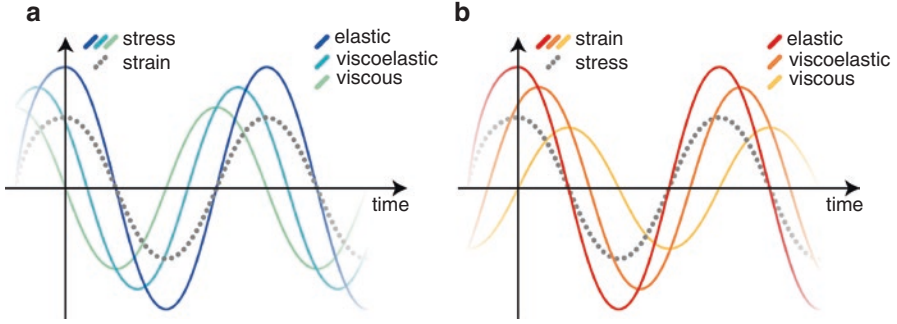 a
stress
strain
elastic
viscoelastic
viscous
time
b
strain
stress
elastic
viscoelastic
viscous
time